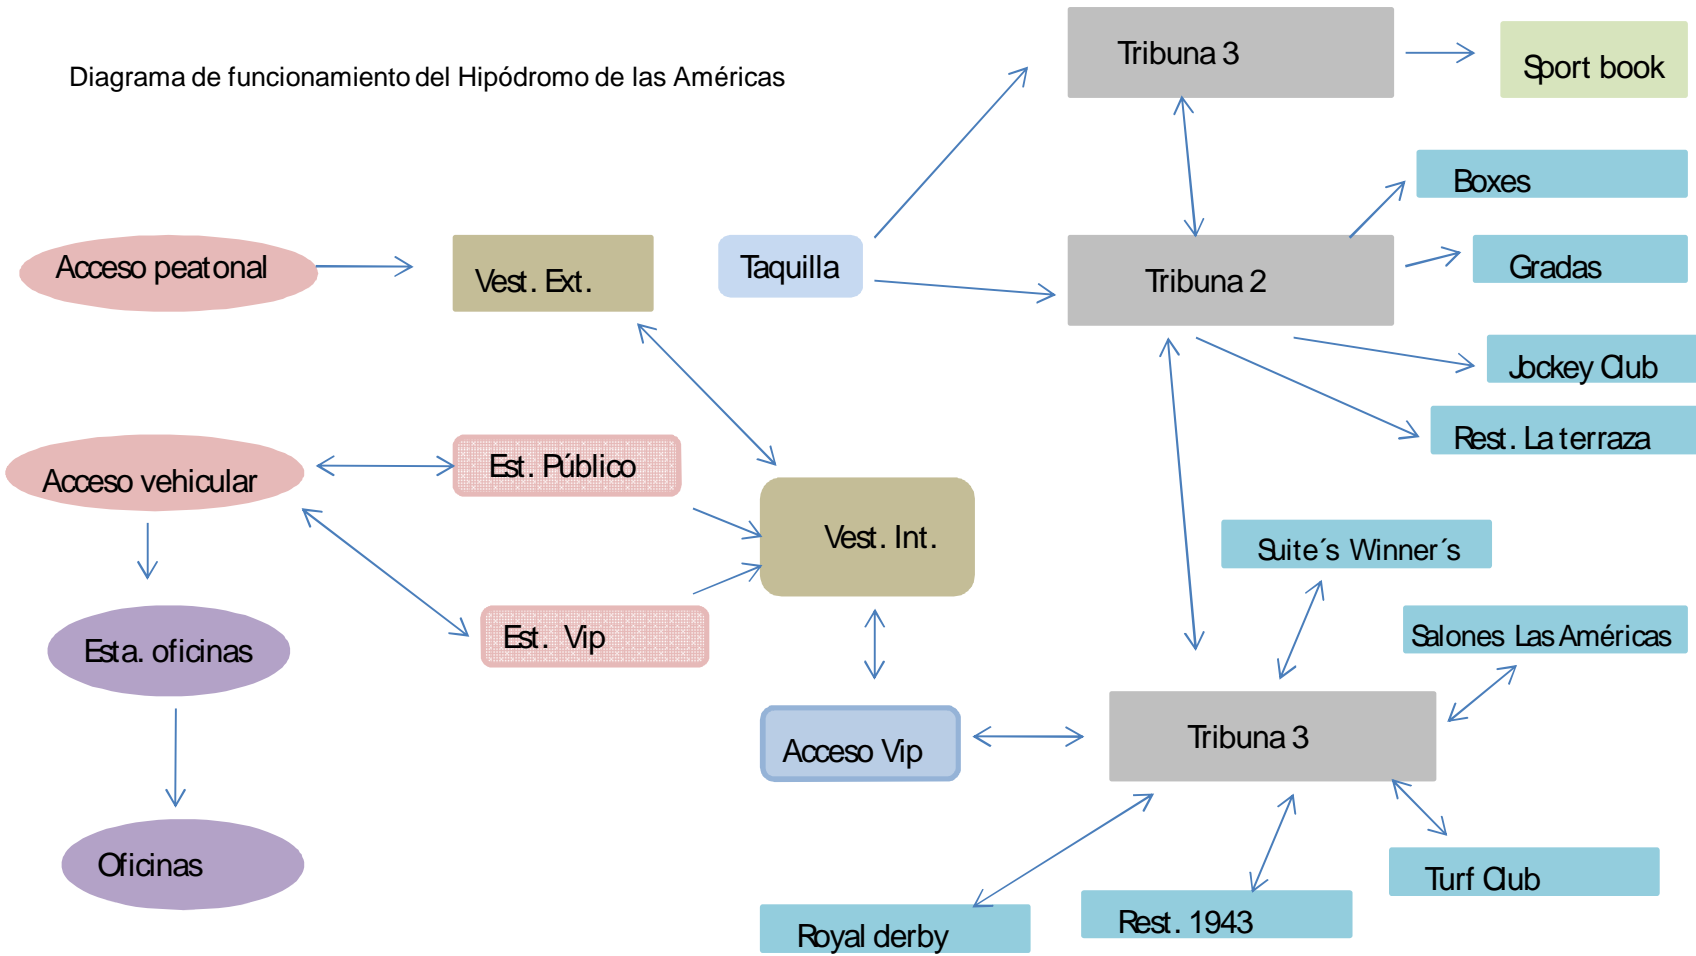 Diagrama de funcionamiento del Hipódromo de las Américas
Tribuna 3
Sport book
Boxes
Acceso peatonal
Vest. Ext.
Taquilla
Tribuna 2
Gradas
Jockey Club
Rest. La terraza
Acceso vehicular
Est. Público
Vest. Int.
Suite´s Winner´s
Esta. oficinas
Est. Vip
Salones Las Américas
Acceso Vip
Tribuna 3
Oficinas
Turf Club
Royal derby
Rest. 1943